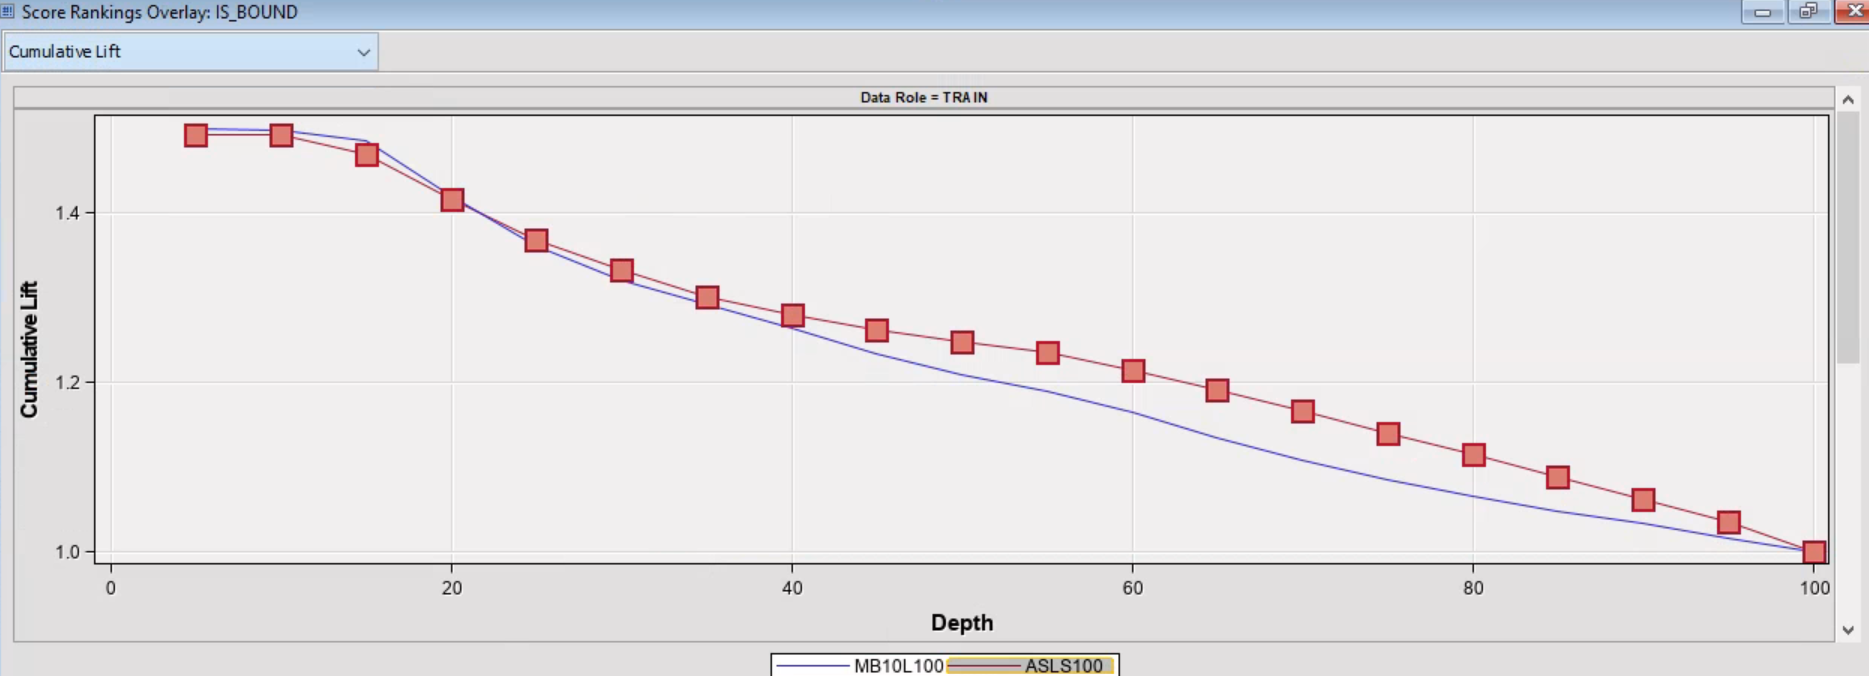 Score Rankings Overlay: IS_BOUND
Cumulative Lift
Data Role = TRAIN
Cumulative Lift
1.4
1.2
1.0
0 20 40 60 80 100
Depth
MB10L100 ASLS100